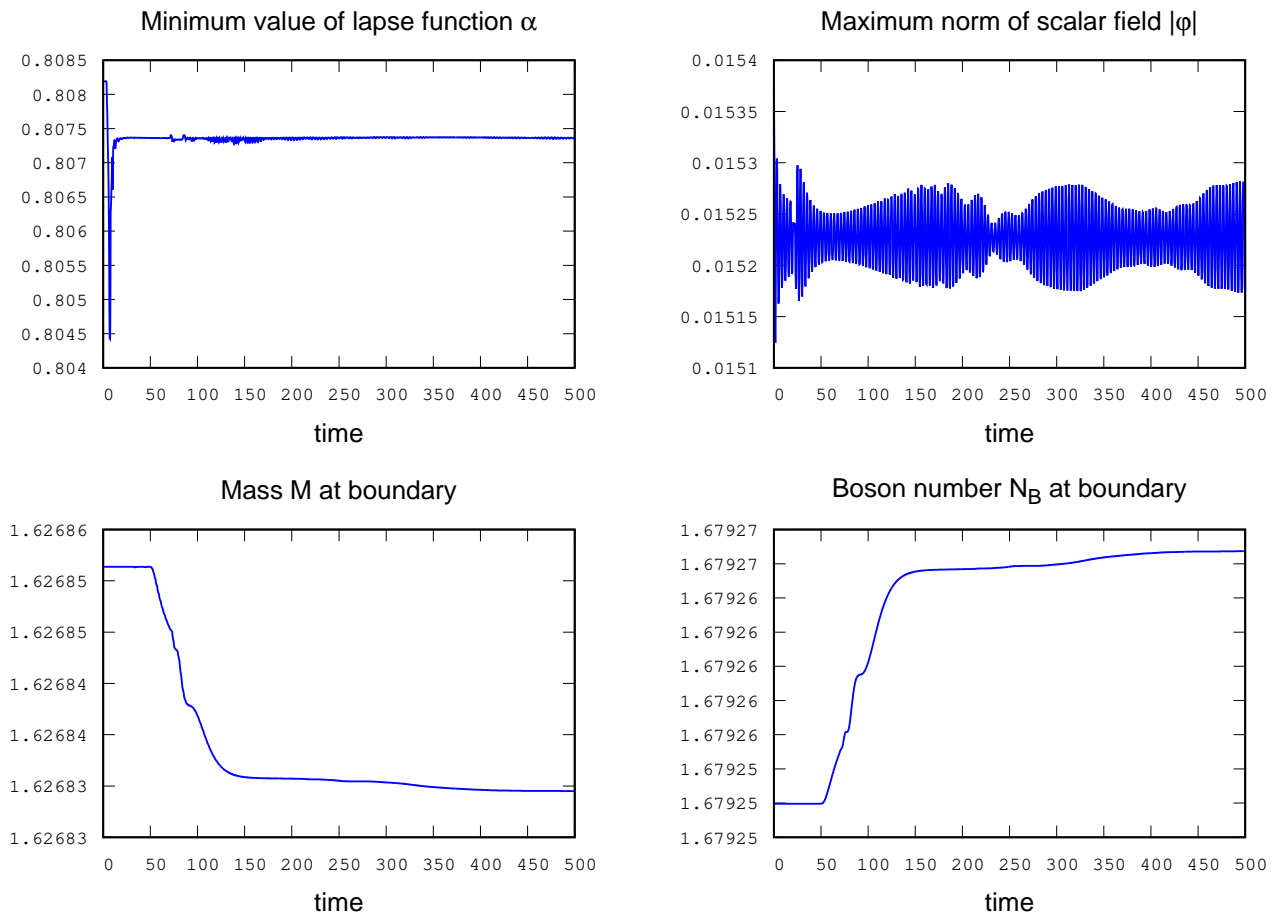 Minimum value of lapse function α
0.8085
0.808
0.8075
0.807
0.8065
0.806
0.8055
0.805
0.8045
0.804
0 50 100 150 200 250 300 350 400 450 500
time
Maximum norm of scalar field |φ|
0.0154
0.01535
0.0153
0.01525
0.0152
0.01515
0.0151
0 50 100 150 200 250 300 350 400 450 500
time
Mass M at boundary
1.62686
1.62685
1.62685
1.62684
1.62684
1.62683
1.62683
0 50 100 150 200 250 300 350 400 450 500
time
Boson number N_B at boundary
1.67927
1.67927
1.67926
1.67926
1.67926
1.67926
1.67926
1.67925
1.67925
0 50 100 150 200 250 300 350 400 450 500
time